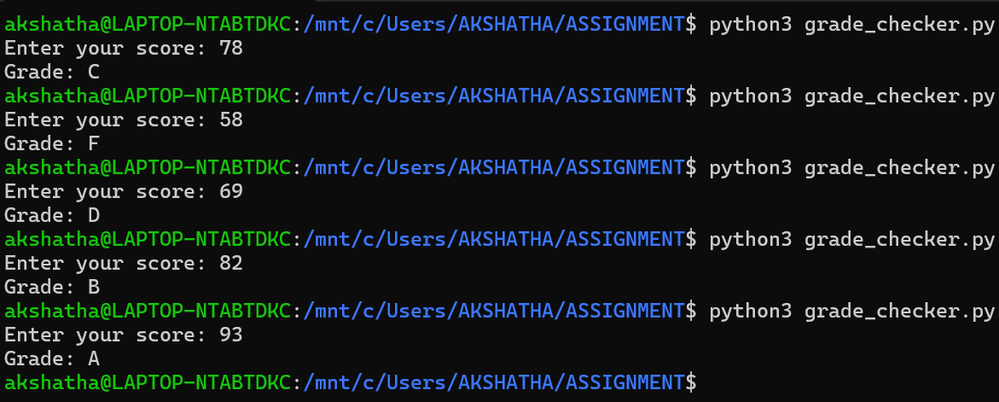 akshatha@LAPTOP-NTABTDKC:/mnt/c/Users/AKSHATHA/ASSIGNMENT$ python3 grade_checker.py
Enter your score: 78
Grade: C
akshatha@LAPTOP-NTABTDKC:/mnt/c/Users/AKSHATHA/ASSIGNMENT$ python3 grade_checker.py
Enter your score: 58
Grade: F
akshatha@LAPTOP-NTABTDKC:/mnt/c/Users/AKSHATHA/ASSIGNMENT$ python3 grade_checker.py
Enter your score: 69
Grade: D
akshatha@LAPTOP-NTABTDKC:/mnt/c/Users/AKSHATHA/ASSIGNMENT$ python3 grade_checker.py
Enter your score: 82
Grade: B
akshatha@LAPTOP-NTABTDKC:/mnt/c/Users/AKSHATHA/ASSIGNMENT$ python3 grade_checker.py
Enter your score: 93
Grade: A
akshatha@LAPTOP-NTABTDKC:/mnt/c/Users/AKSHATHA/ASSIGNMENT$